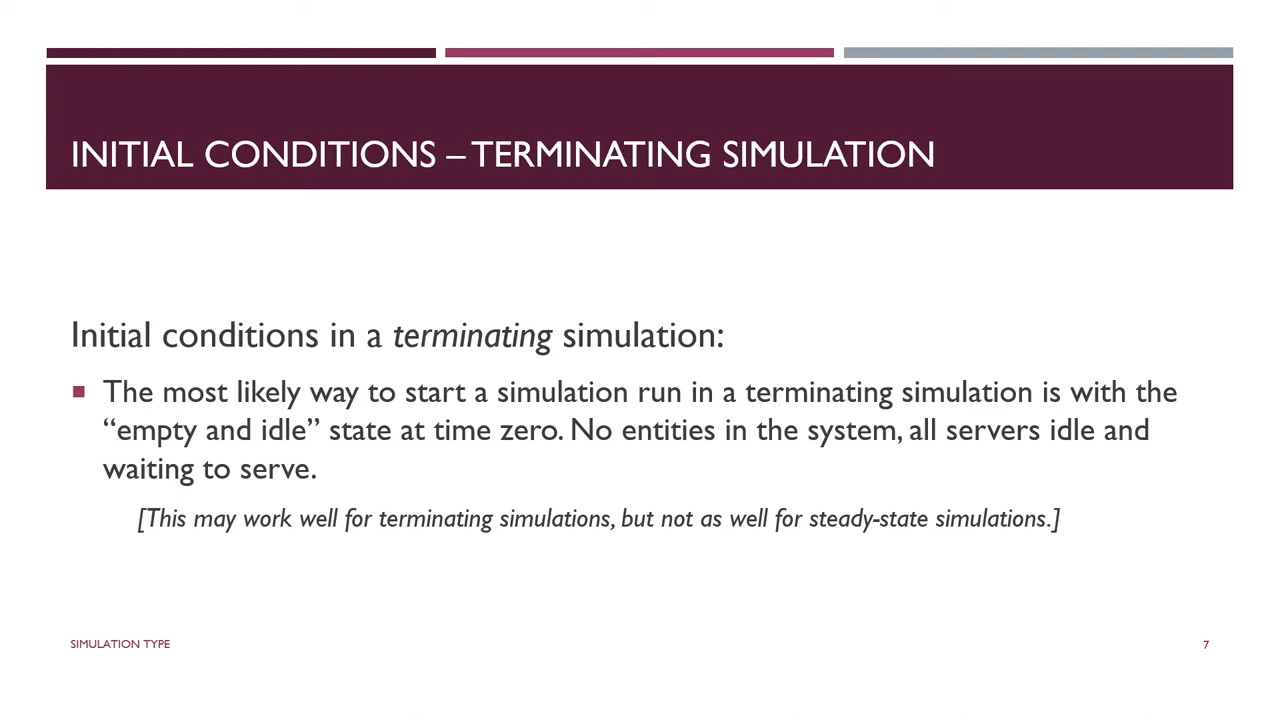 INITIAL CONDITIONS – TERMINATING SIMULATION
Initial conditions in a terminating simulation:
The most likely way to start a simulation run in a terminating simulation is with the
“empty and idle” state at time zero. No entities in the system, all servers idle and
waiting to serve.
[This may work well for terminating simulations, but not as well for steady-state simulations.]
SIMULATION TYPE
7